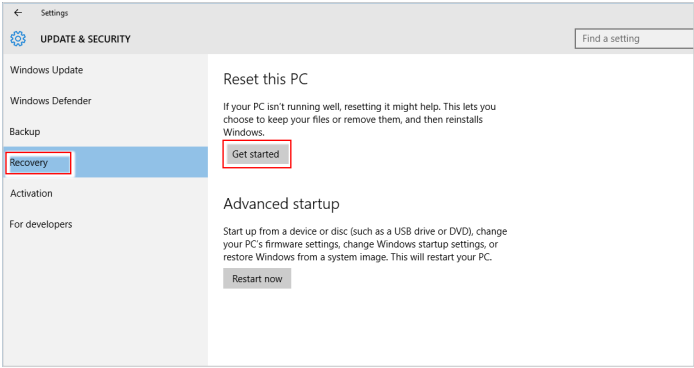 Settings
UPDATE & SECURITY
Find a setting
Windows Update
Windows Defender
Backup
Recovery
Activation
For developers
Reset this PC
If your PC isn't running well, resetting it might help. This lets you
choose to keep your files or remove them, and then reinstalls
Windows.
Get started
Advanced startup
Start up from a device or disc (such as a USB drive or DVD), change
your PC's firmware settings, change Windows startup settings, or
restore Windows from a system image. This will restart your PC.
Restart now